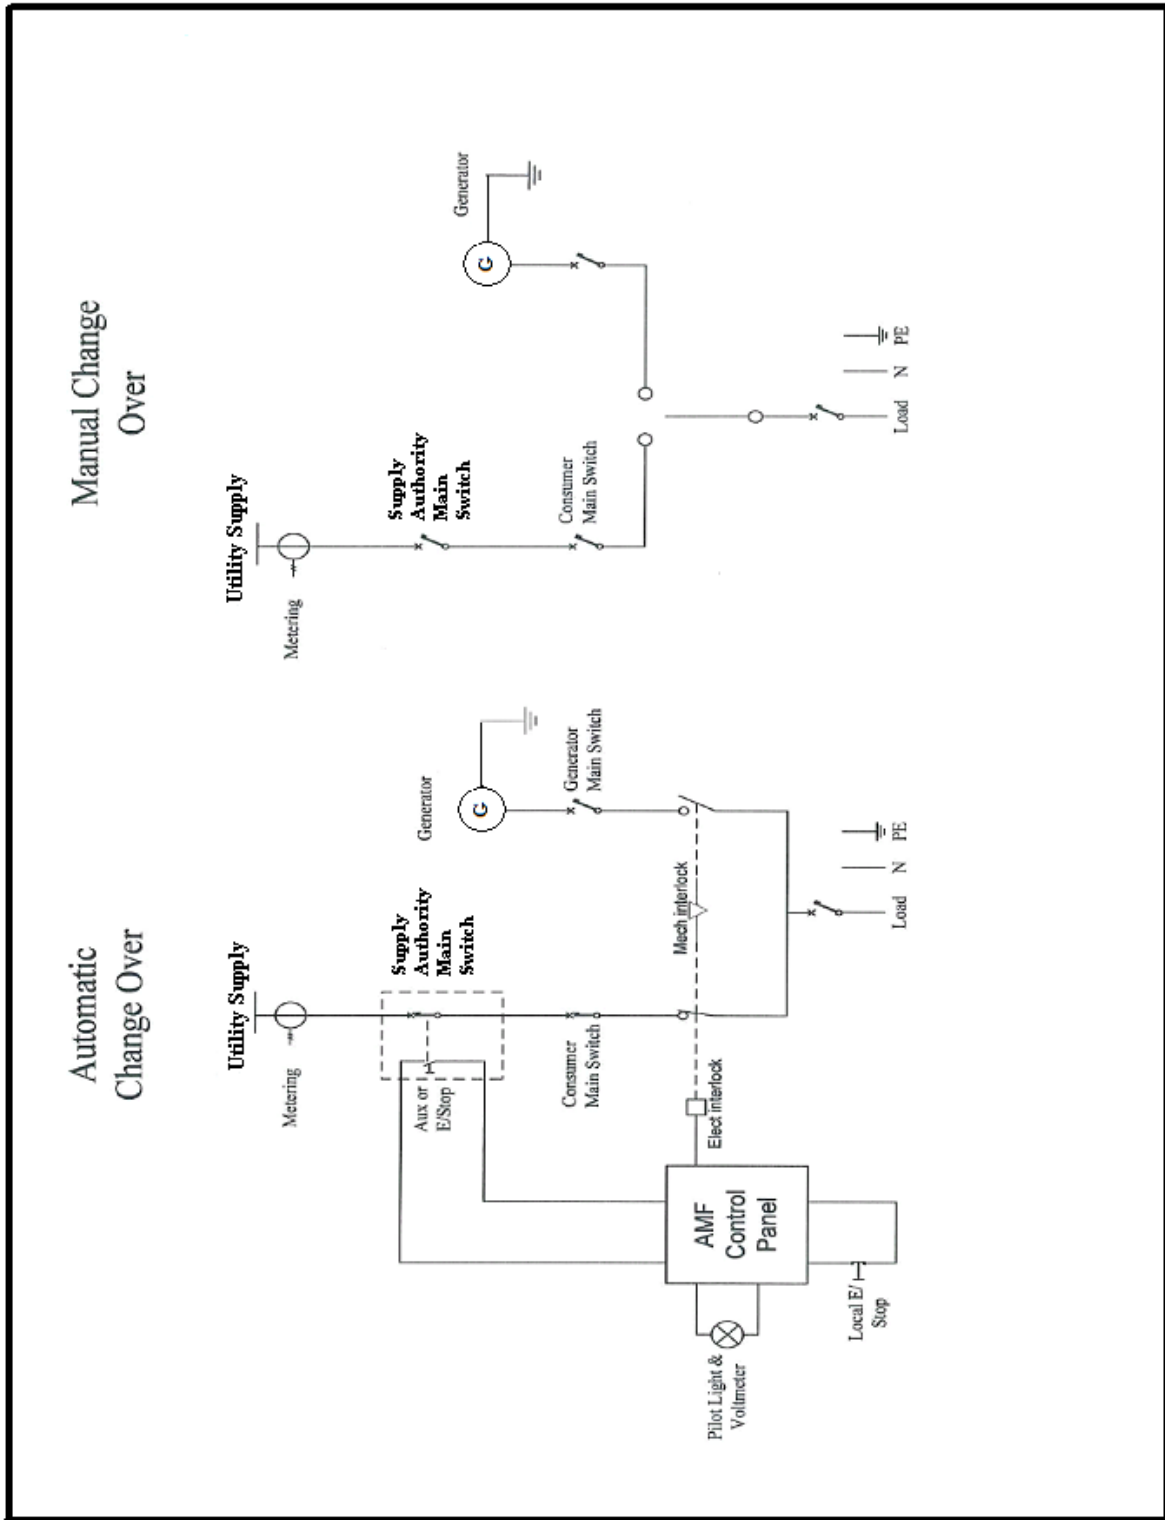 Automatic
Change Over
Utility Supply
Metering
Supply
Authority
Main
Switch
Aux or
E/Stop
Generator
G
Consumer
Main Switch
Generator
Main Switch
Mech interlock
Elect interlock
AMF
Control
Panel
Pilot Light &
Voltmeter
Local E/
Stop
Load
N
PE
Manual Change
Over
Utility Supply
Metering
Supply
Authority
Main
Switch
Generator
G
Consumer
Main Switch
Load
N
PE